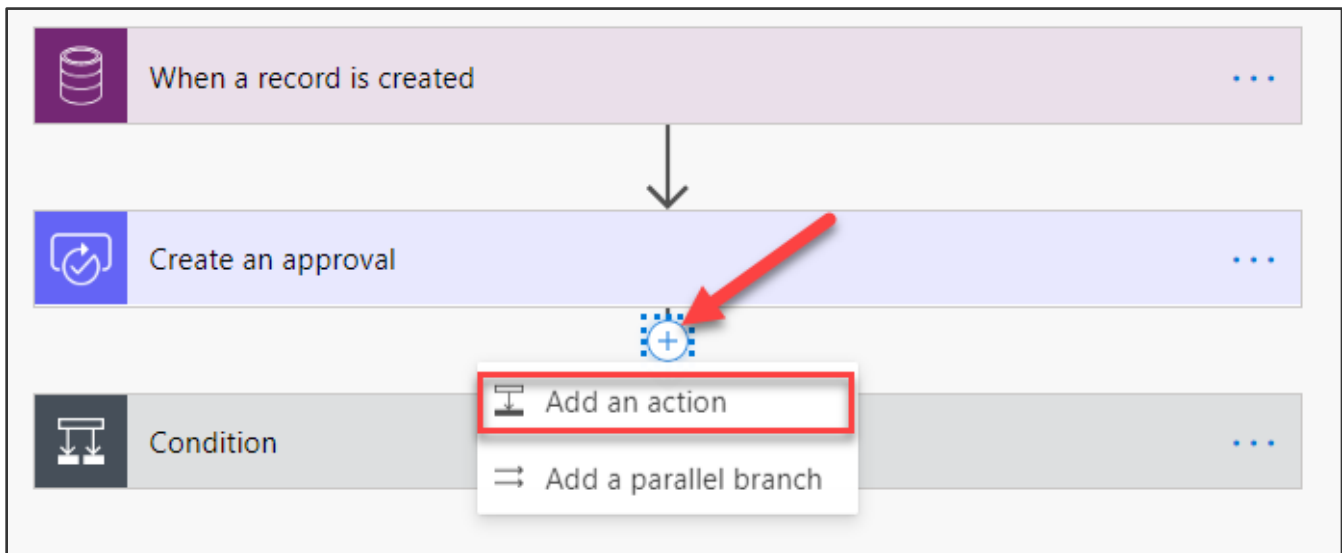 When a record is created
Create an approval
Add an action
Condition
Add a parallel branch